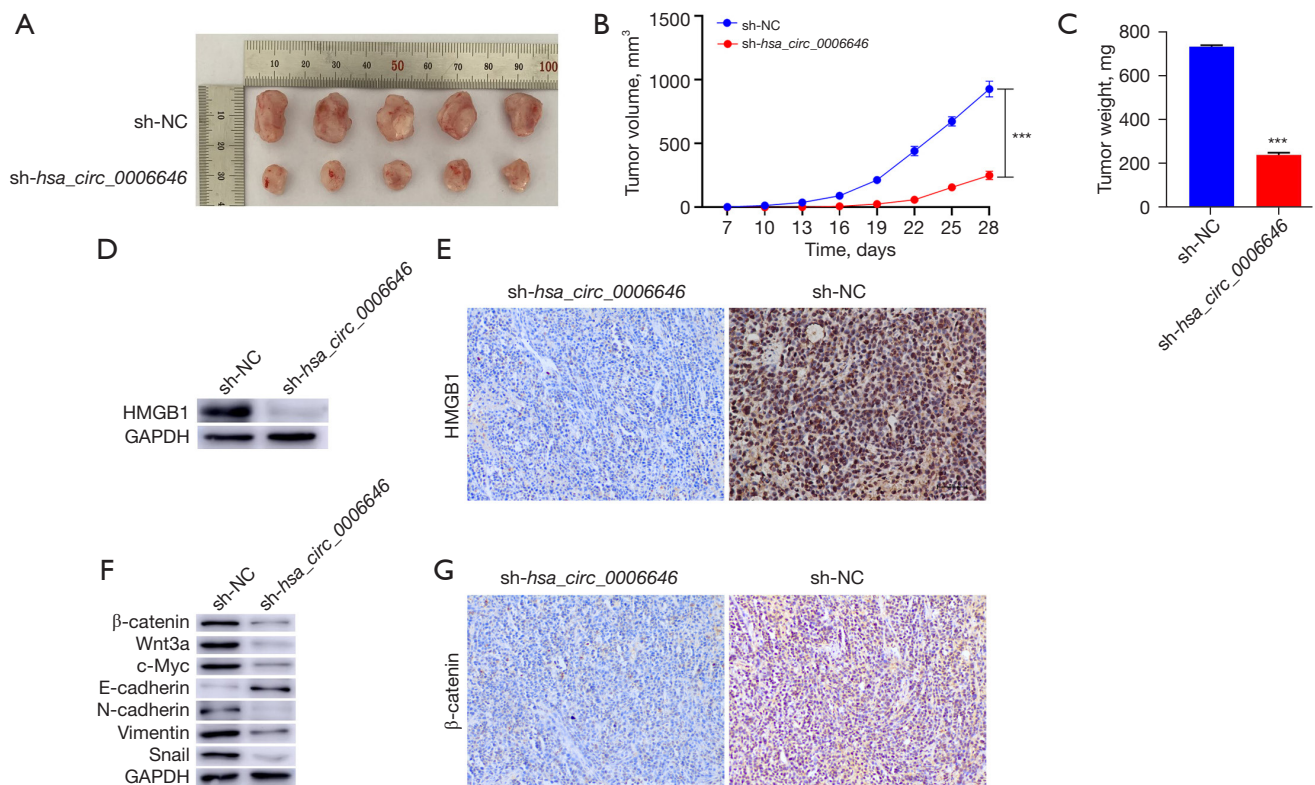 A
10 20 30 40 50 60 70 80 90 100
10
20
30
4
sh-NC
sh-hsa_circ_0006646
B
Tumor volume, mm³
1500
1000
500
0
sh-NC
sh-hsa_circ_0006646
***
7 10 13 16 19 22 25 28
Time, days
C
Tumor weight, mg
800
600
400
200
0
***
sh-NC
sh-hsa_circ_0006646
D
sh-NC
sh-hsa_circ_0006646
HMGB1
GAPDH
E
sh-hsa_circ_0006646 sh-NC
HMGB1
F
sh-NC
sh-hsa_circ_0006646
β-catenin
Wnt3a
c-Myc
E-cadherin
N-cadherin
Vimentin
Snail
GAPDH
G
sh-hsa_circ_0006646 sh-NC
β-catenin